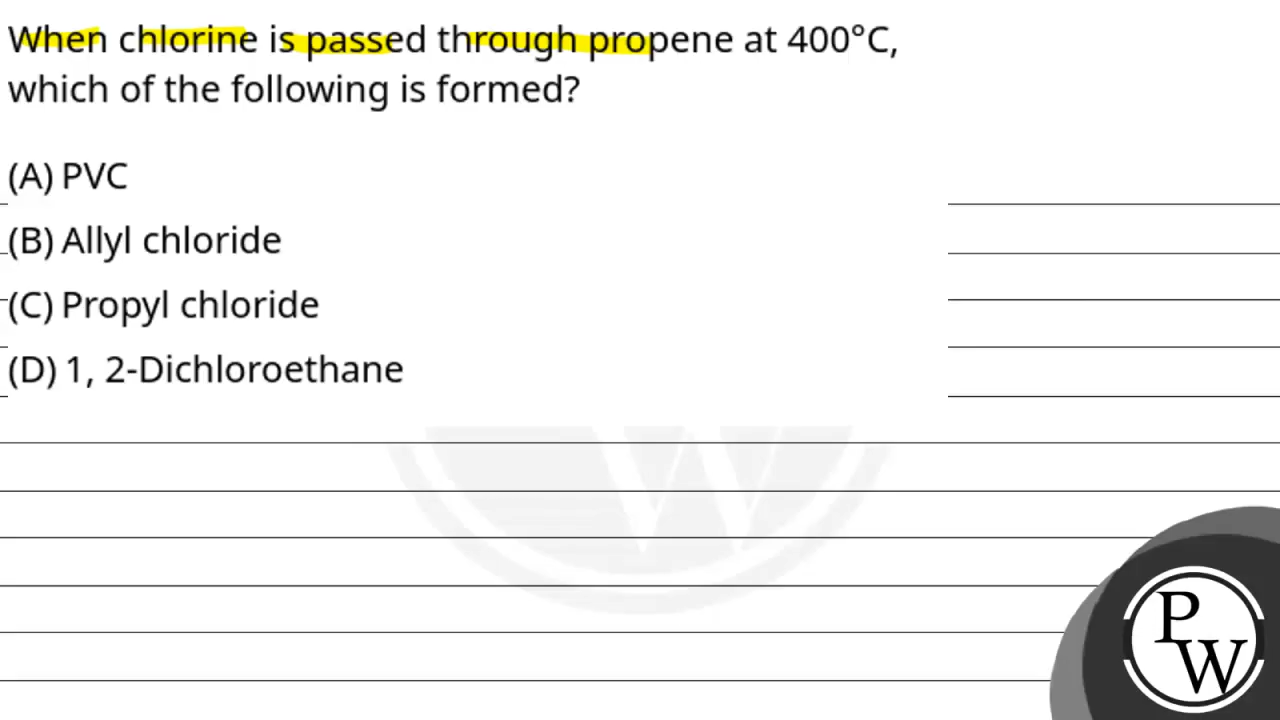 When chlorine is passed through propene at 400°C,
which of the following is formed?
(A) PVC
(B) Allyl chloride
(C) Propyl chloride
(D) 1, 2-Dichloroethane
P
W